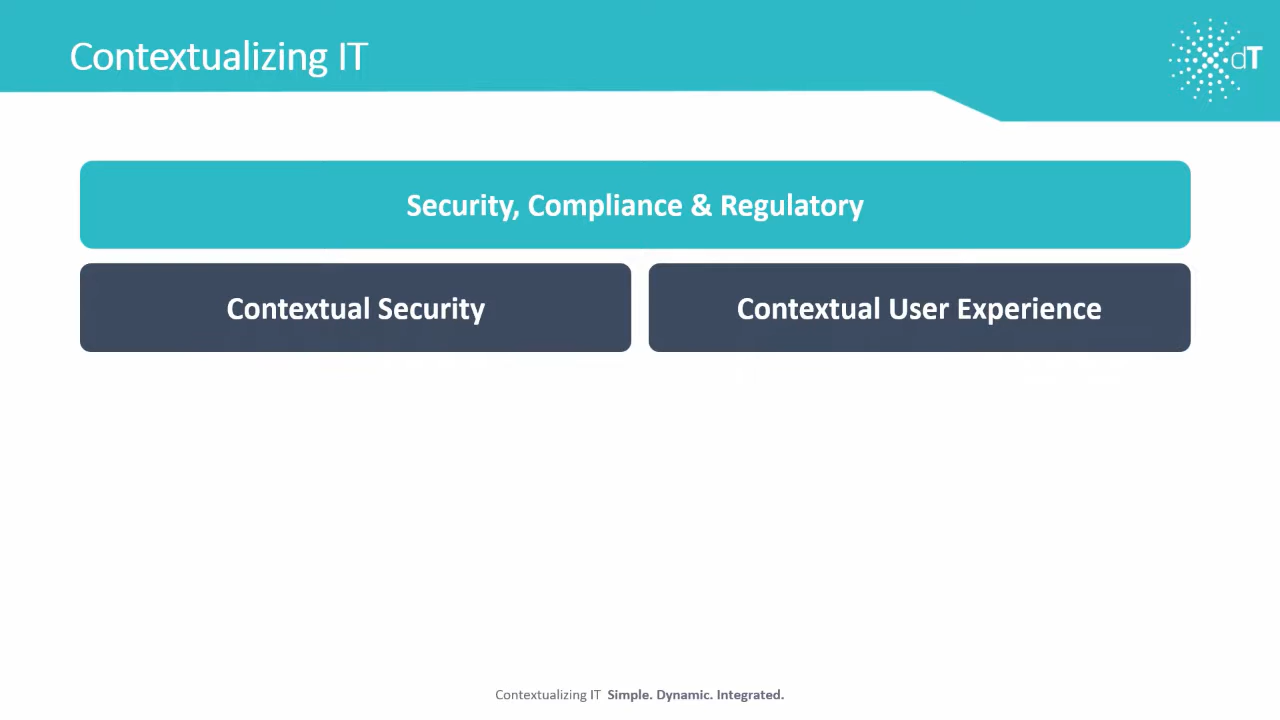 Contextualizing IT
dT
Security, Compliance & Regulatory
Contextual Security
Contextual User Experience
Contextualizing IT Simple. Dynamic. Integrated.